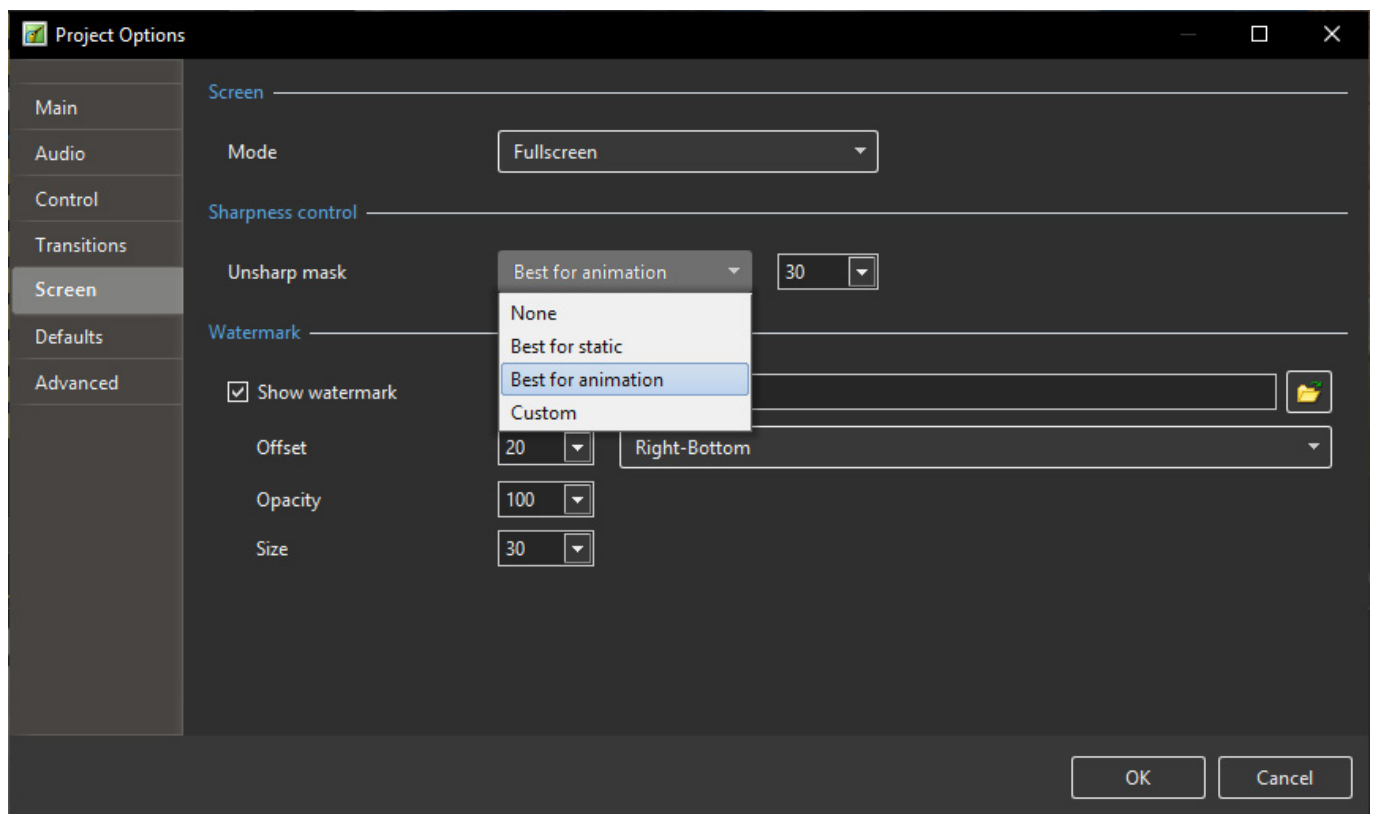 Project Options
Main
Audio
Control
Transitions
Screen
Defaults
Advanced
Screen
Mode Fullscreen
Sharpness control
Unsharp mask Best for animation 30
None
Best for static
Best for animation
Custom
Watermark
Show watermark
Offset 20 Right-Bottom
Opacity 100
Size 30
OK Cancel